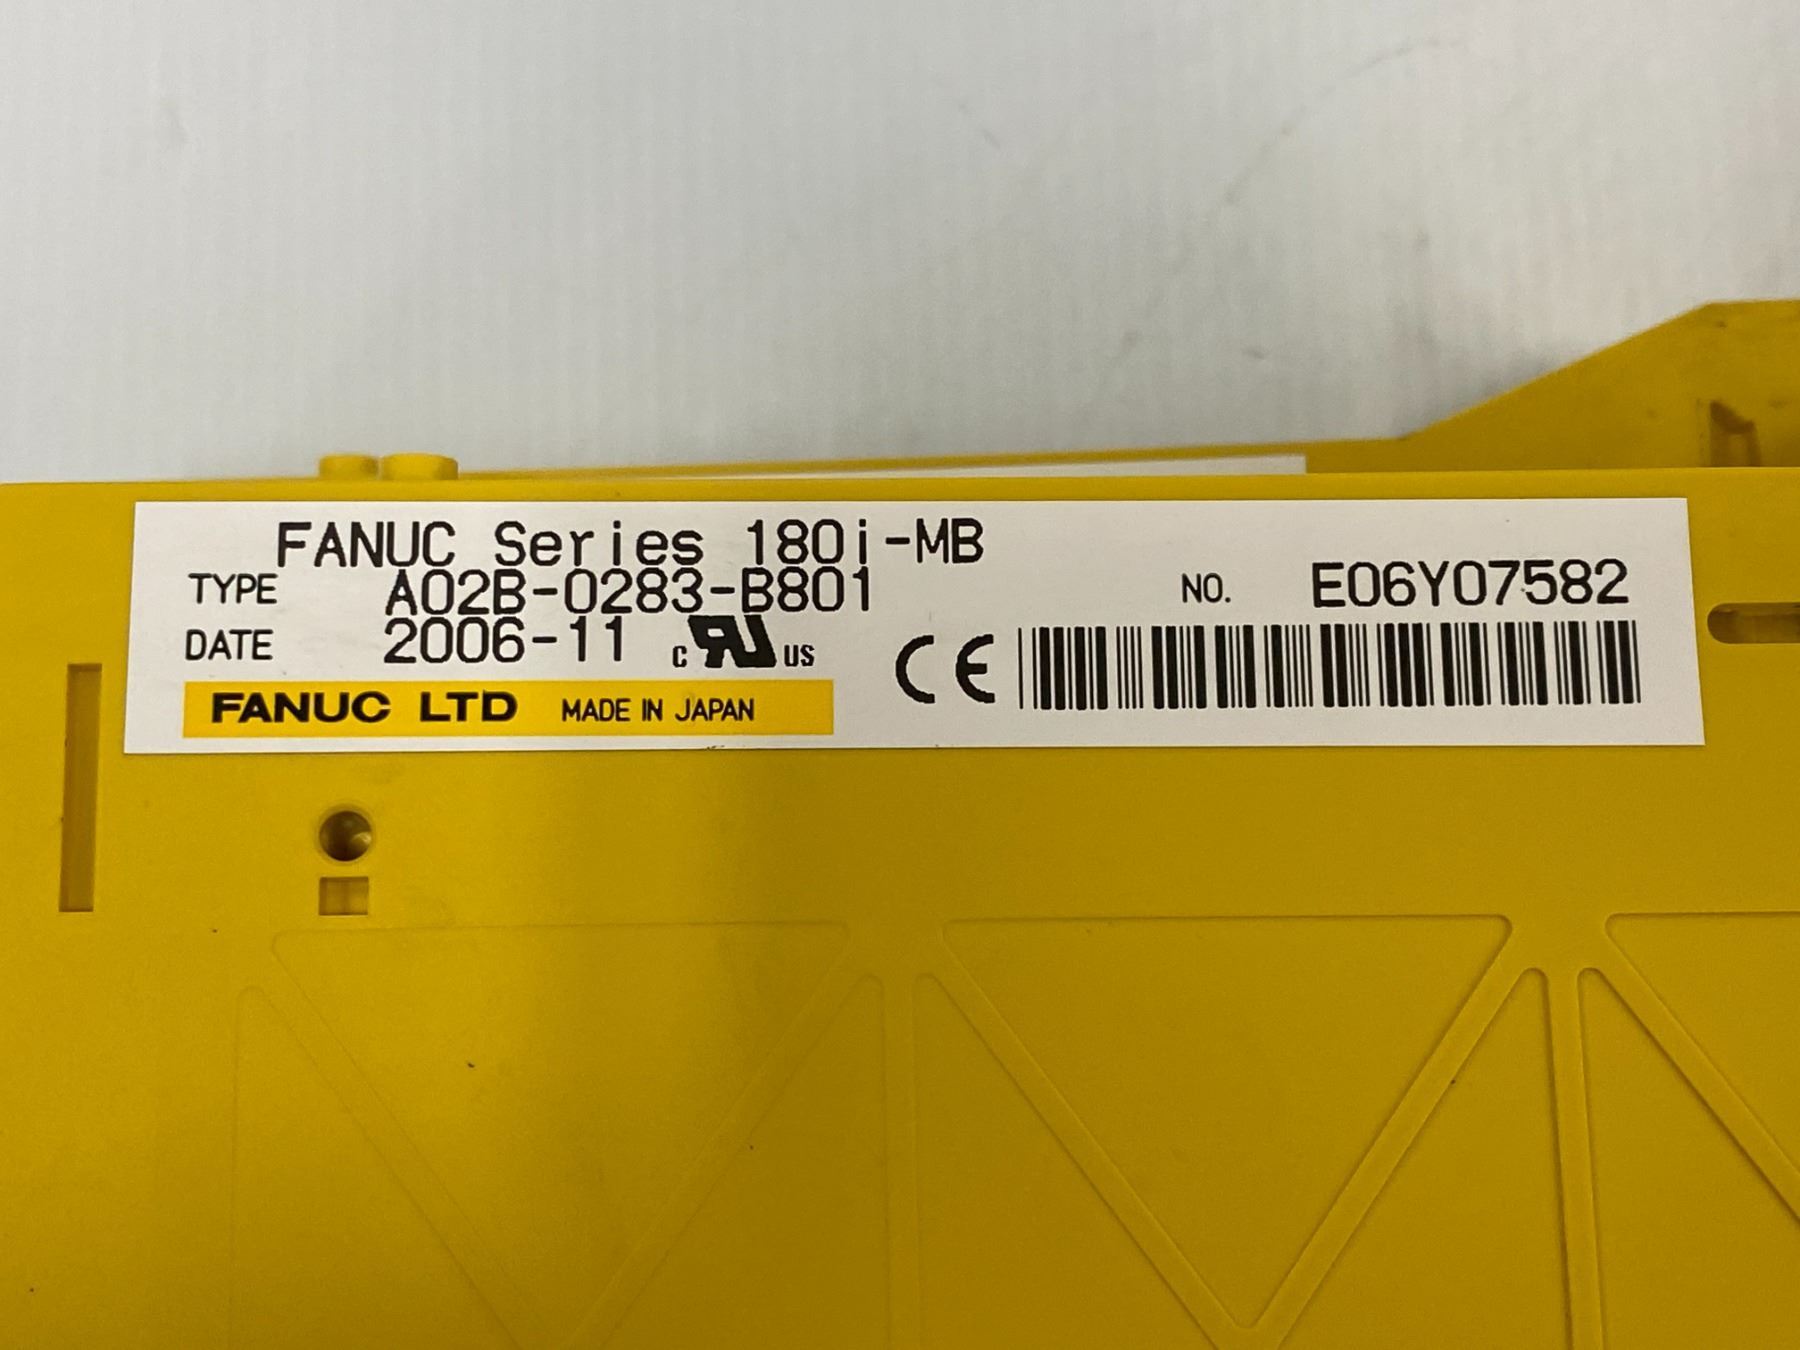 FANUC Series 180i-MB
TYPE A02B-0283-B801 NO. E06Y07582
DATE 2006-11 c RU US CE
FANUC LTD MADE IN JAPAN